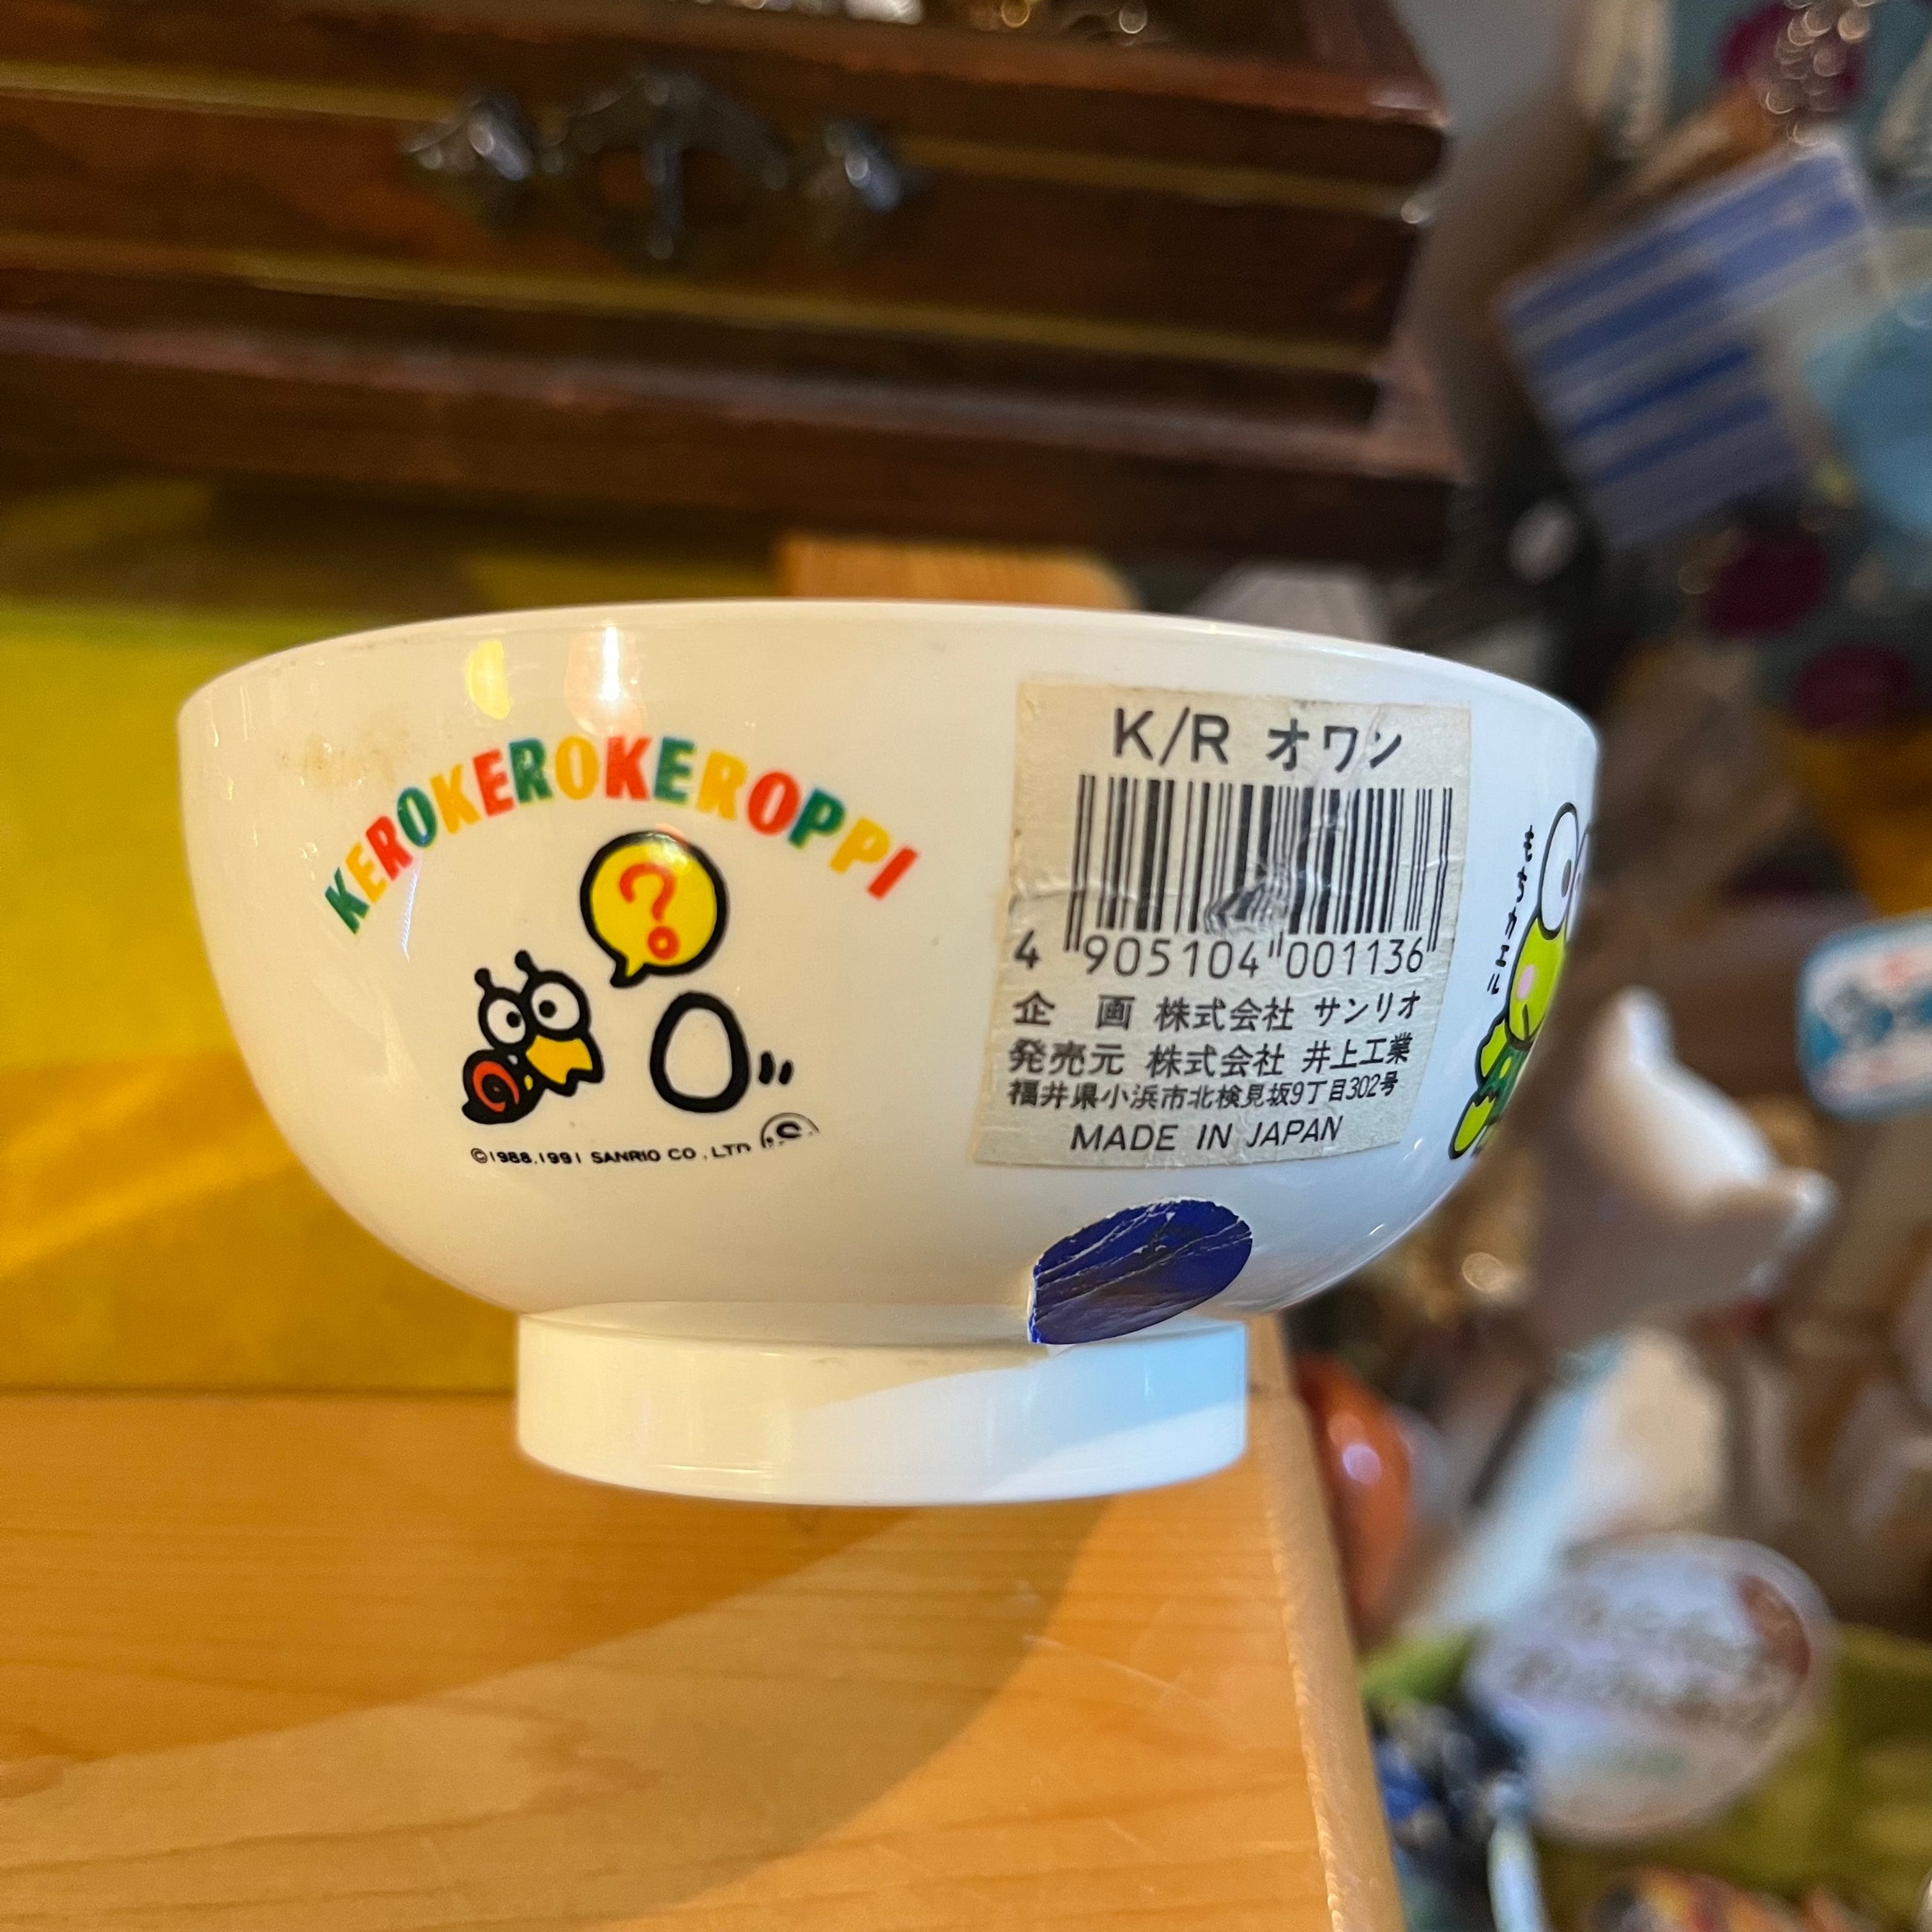 KEROKEROKEROPPI
?
©1988,1991 SANRIO CO.,LTD.
K/R オワン
4 905104 001136
企 画 株式会社 サンリオ
発売元 株式会社 井上工業
福井県小浜市北検見坂9丁目302号
MADE IN JAPAN